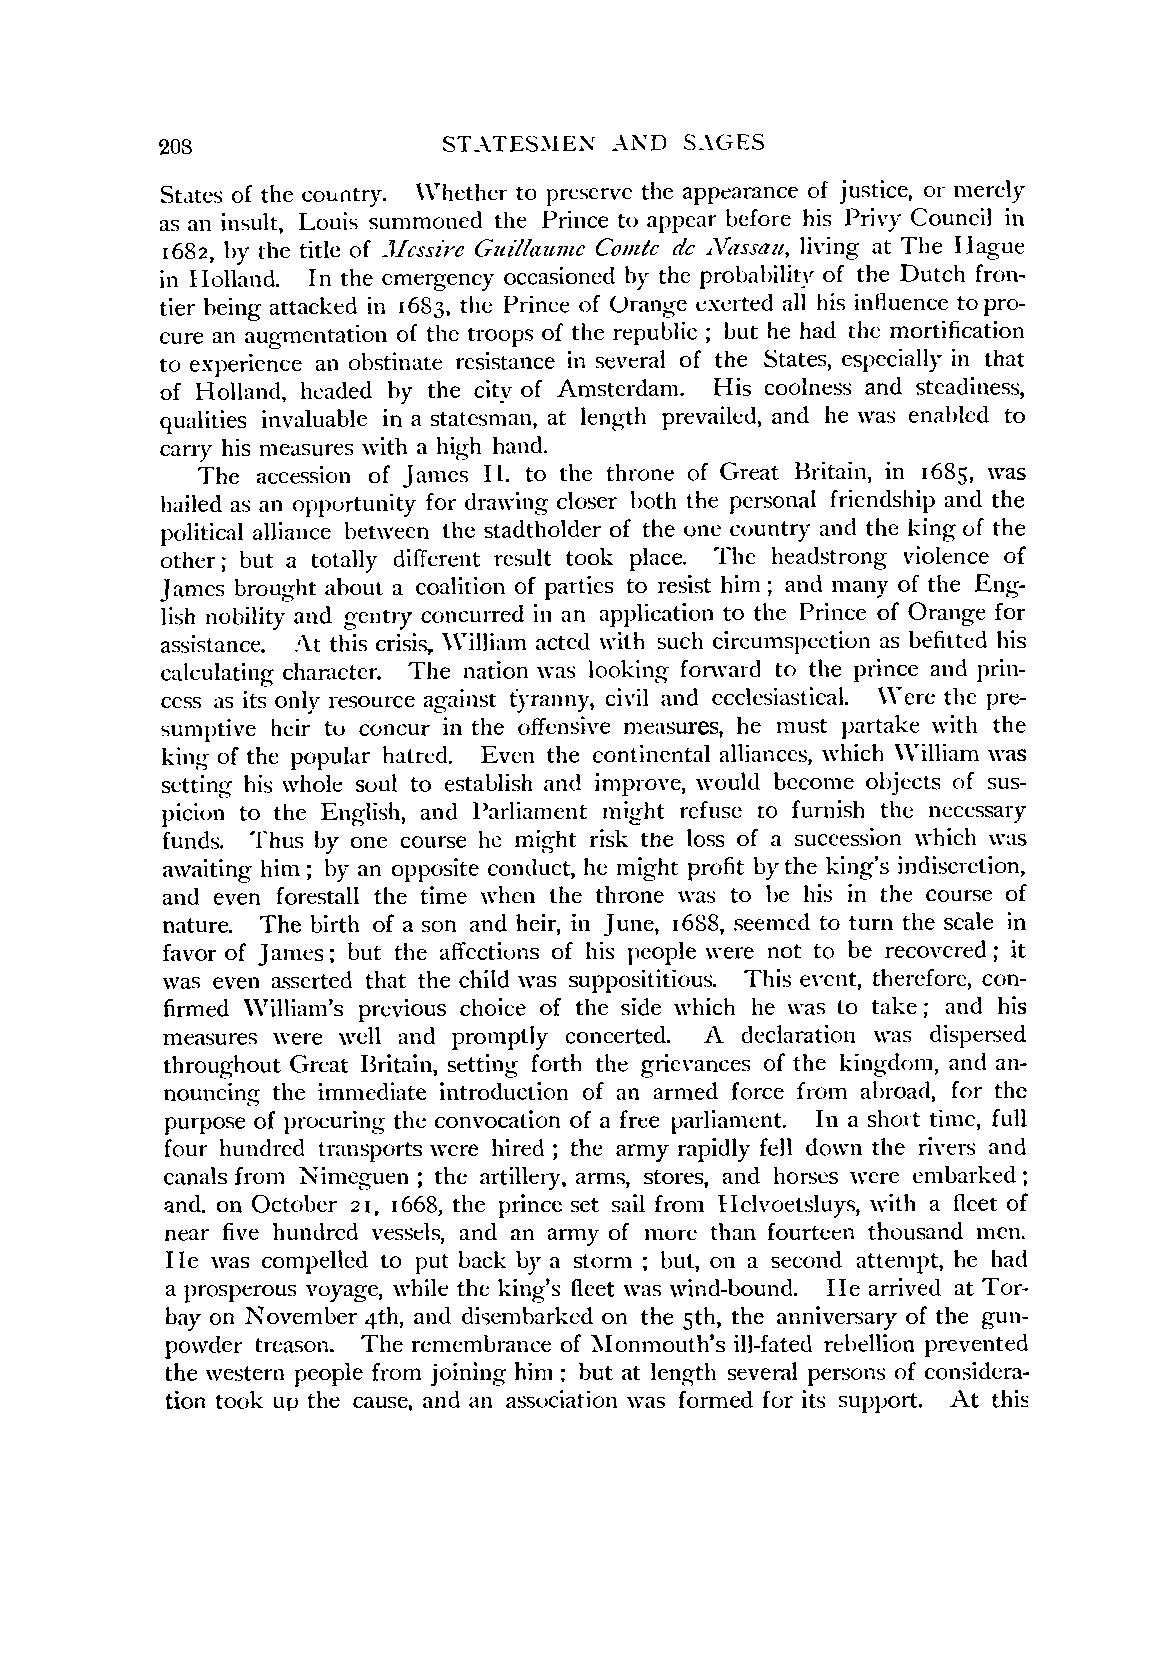 208 STATESMEN AND SAGES
States of the country. Whether to preserve the appearance of justice, or merely
as an insult, Louis summoned the Prince to appear before his Privy Council in
1682, by the title of Messire Guillaume Comte de Nassau, living at The Hague
in Holland. In the emergency occasioned by the probability of the Dutch fron-
tier being attacked in 1683, the Prince of Orange exerted all his influence to pro-
cure an augmentation of the troops of the republic ; but he had the mortification
to experience an obstinate resistance in several of the States, especially in that
of Holland, headed by the city of Amsterdam. His coolness and steadiness,
qualities invaluable in a statesman, at length prevailed, and he was enabled to
carry his measures with a high hand.
The accession of James II. to the throne of Great Britain, in 1685, was
hailed as an opportunity for drawing closer both the personal friendship and the
political alliance between the stadtholder of the one country and the king of the
other; but a totally different result took place. The headstrong violence of
James brought about a coalition of parties to resist him ; and many of the Eng-
lish nobility and gentry concurred in an application to the Prince of Orange for
assistance. At this crisis, William acted with such circumspection as befitted his
calculating character. The nation was looking forward to the prince and prin-
cess as its only resource against tyranny, civil and ecclesiastical. Were the pre-
sumptive heir to concur in the offensive measures, he must partake with the
king of the popular hatred. Even the continental alliances, which William was
setting his whole soul to establish and improve, would become objects of sus-
picion to the English, and Parliament might refuse to furnish the necessary
funds. Thus by one course he might risk the loss of a succession which was
awaiting him ; by an opposite conduct, he might profit by the king's indiscretion,
and even forestall the time when the throne was to be his in the course of
nature. The birth of a son and heir, in June, 1688, seemed to turn the scale in
favor of James; but the affections of his people were not to be recovered; it
was even asserted that the child was supposititious. This event, therefore, con-
firmed William's previous choice of the side which he was to take; and his
measures were well and promptly concerted. A declaration was dispersed
throughout Great Britain, setting forth the grievances of the kingdom, and an-
nouncing the immediate introduction of an armed force from abroad, for the
purpose of procuring the convocation of a free parliament. In a short time, full
four hundred transports were hired ; the army rapidly fell down the rivers and
canals from Nimeguen ; the artillery, arms, stores, and horses were embarked;
and. on October 21, 1668, the prince set sail from Helvoetsluys, with a fleet of
near five hundred vessels, and an army of more than fourteen thousand men.
He was compelled to put back by a storm ; but, on a second attempt, he had
a prosperous voyage, while the king's fleet was wind-bound. He arrived at Tor-
bay on November 4th, and disembarked on the 5th, the anniversary of the gun-
powder treason. The remembrance of Monmouth's ill-fated rebellion prevented
the western people from joining him ; but at length several persons of considera-
tion took up the cause, and an association was formed for its support. At this